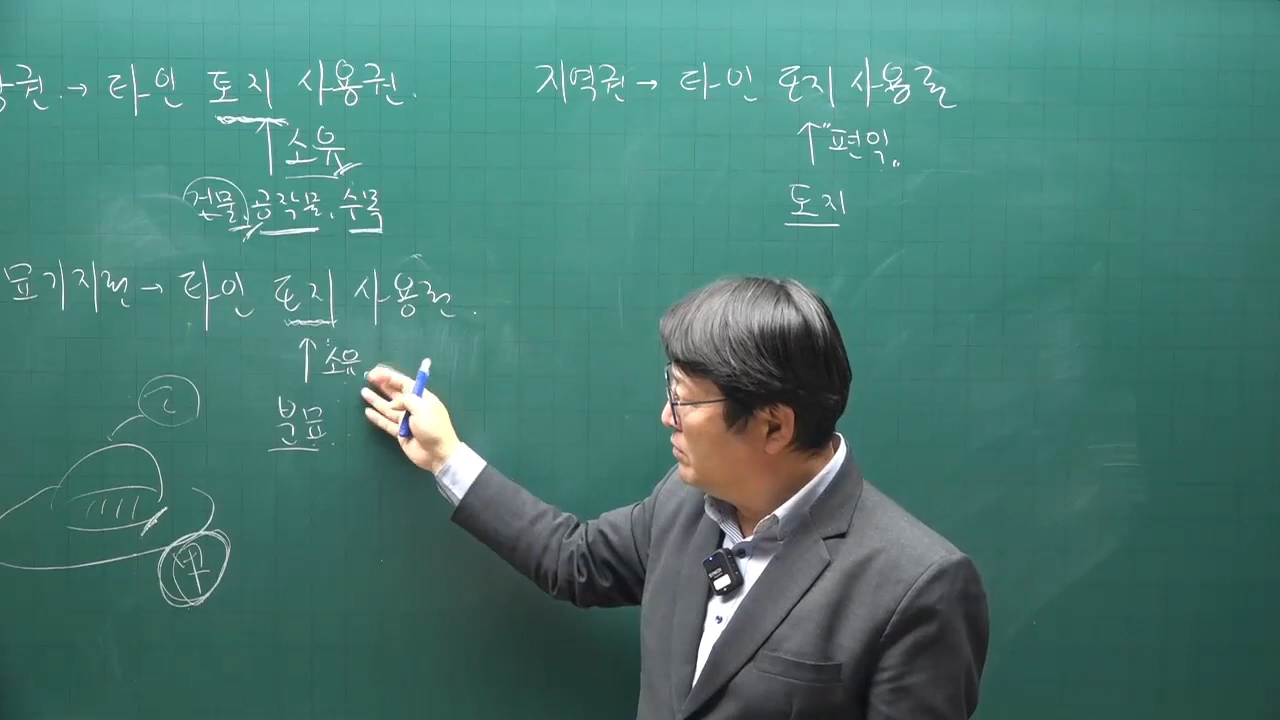 권 → 타인 토지 사용권.
↑ 소유
건물, 공작물, 수목
묘기지권 → 타인 토지 사용권.
↑ 소유
분묘.
乙
甲
지역권 → 타인 토지 사용권
↑ "편익"
토지